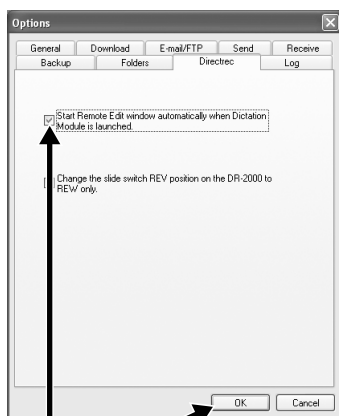 Options
General Download E-mail/FTP Send Receive
Backup Folders Directrec Log
Start Remote Edit window automatically when Dictation
Module is launched.
Change the slide switch REV position on the DR-2000 to
REW only.
OK Cancel